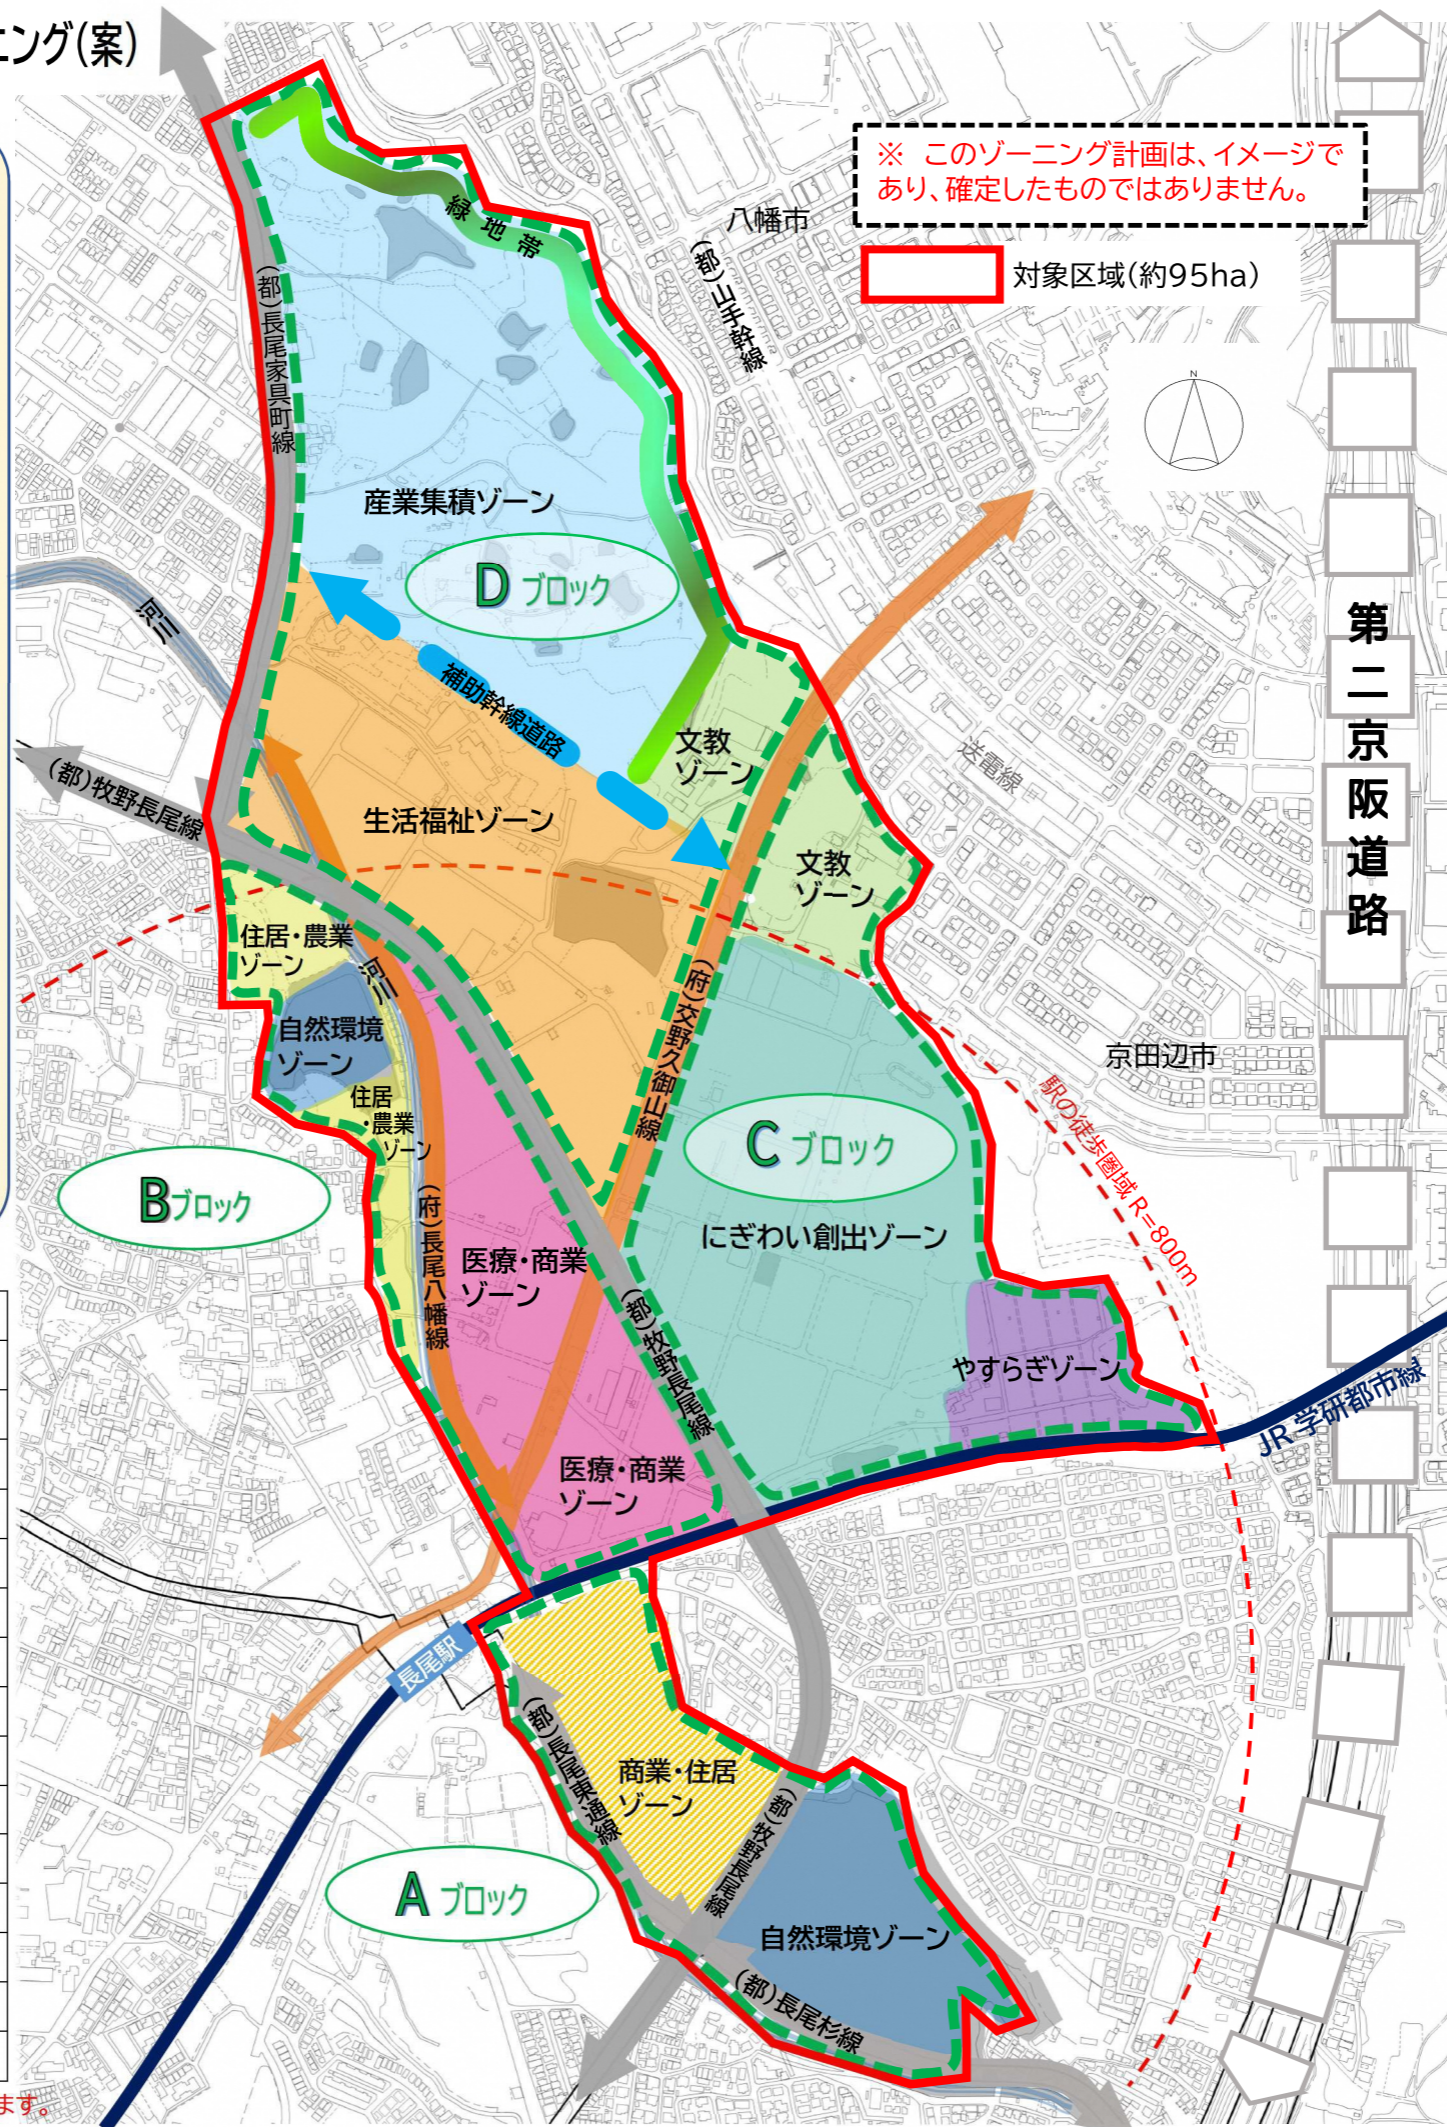 ニング(案)
※ このゾーニング計画は、イメージで
あり、確定したものではありません。
対象区域(約95ha)
N
八幡市
(都)山手幹線
緑地帯
(都)長尾家具町線
産業集積ゾーン
Dブロック
河川
補助幹線道路
文教
ゾーン
(都)牧野長尾線
生活福祉ゾーン
送電線
第二京阪道路
文教
ゾーン
住居・農業
ゾーン
河川
自然環境
ゾーン
(府)交野久御山線
京田辺市
駅の徒歩圏域 R=800m
住居
・農業
ゾーン
Cブロック
Bブロック
(府)長尾八幡線
医療・商業
ゾーン
にぎわい創出ゾーン
(都)牧野長尾線
やすらぎゾーン
JR学研都市線
医療・商業
ゾーン
長尾駅
(都)長尾東通線
商業・住居
ゾーン
(都)牧野長尾線
Aブロック
自然環境ゾーン
(都)長尾杉線
ます。